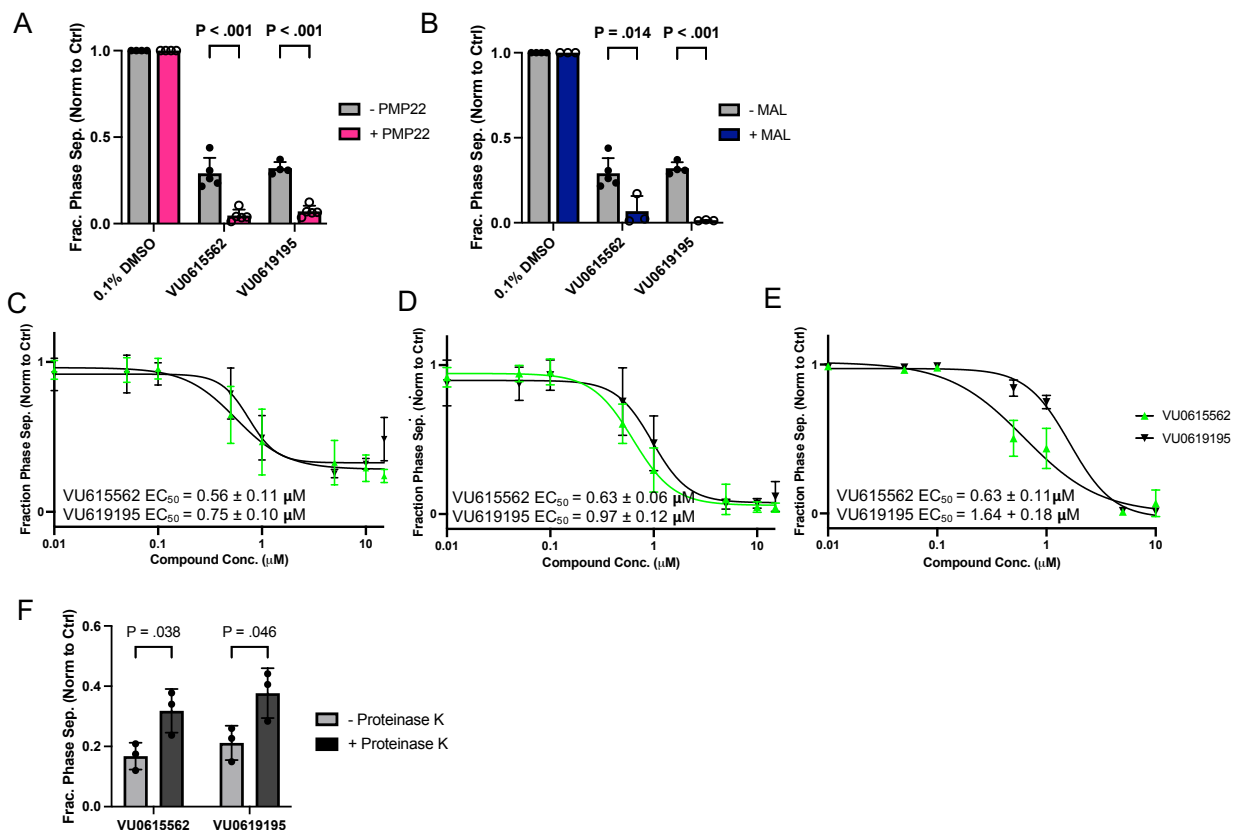 A
P < .001
P < .001
Frac. Phase Sep. (Norm to Ctrl)
1.0
0.5
0.0
0.1% DMSO
VU0615562
VU0619195
- PMP22
+ PMP22
B
P = .014
P < .001
Frac. Phase Sep. (Norm to Ctrl)
1.0
0.5
0.0
0.1% DMSO
VU0615562
VU0619195
- MAL
+ MAL
C
Fraction Phase Sep. (Norm to Ctrl)
1
0
VU615562 EC50 = 0.56 ± 0.11 μM
VU619195 EC50 = 0.75 ± 0.10 μM
0.01
0.1
1
10
Compound Conc. (μM)
D
1
0
VU615562 EC50 = 0.63 ± 0.06 μM
VU619195 EC50 = 0.97 ± 0.12 μM
0.01
0.1
1
10
Compound Conc. (μM)
E
Fraction Phase Sep. (Norm to Ctrl)
1
0
VU615562 EC50 = 0.63 ± 0.11μM
VU619195 EC50 = 1.64 + 0.18 μM
0.01
0.1
1
10
Compound Conc. (μM)
VU0615562
VU0619195
F
P = .038
P = .046
Frac. Phase Sep. (Norm to Ctrl)
0.6
0.4
0.2
0.0
VU0615562
VU0619195
- Proteinase K
+ Proteinase K